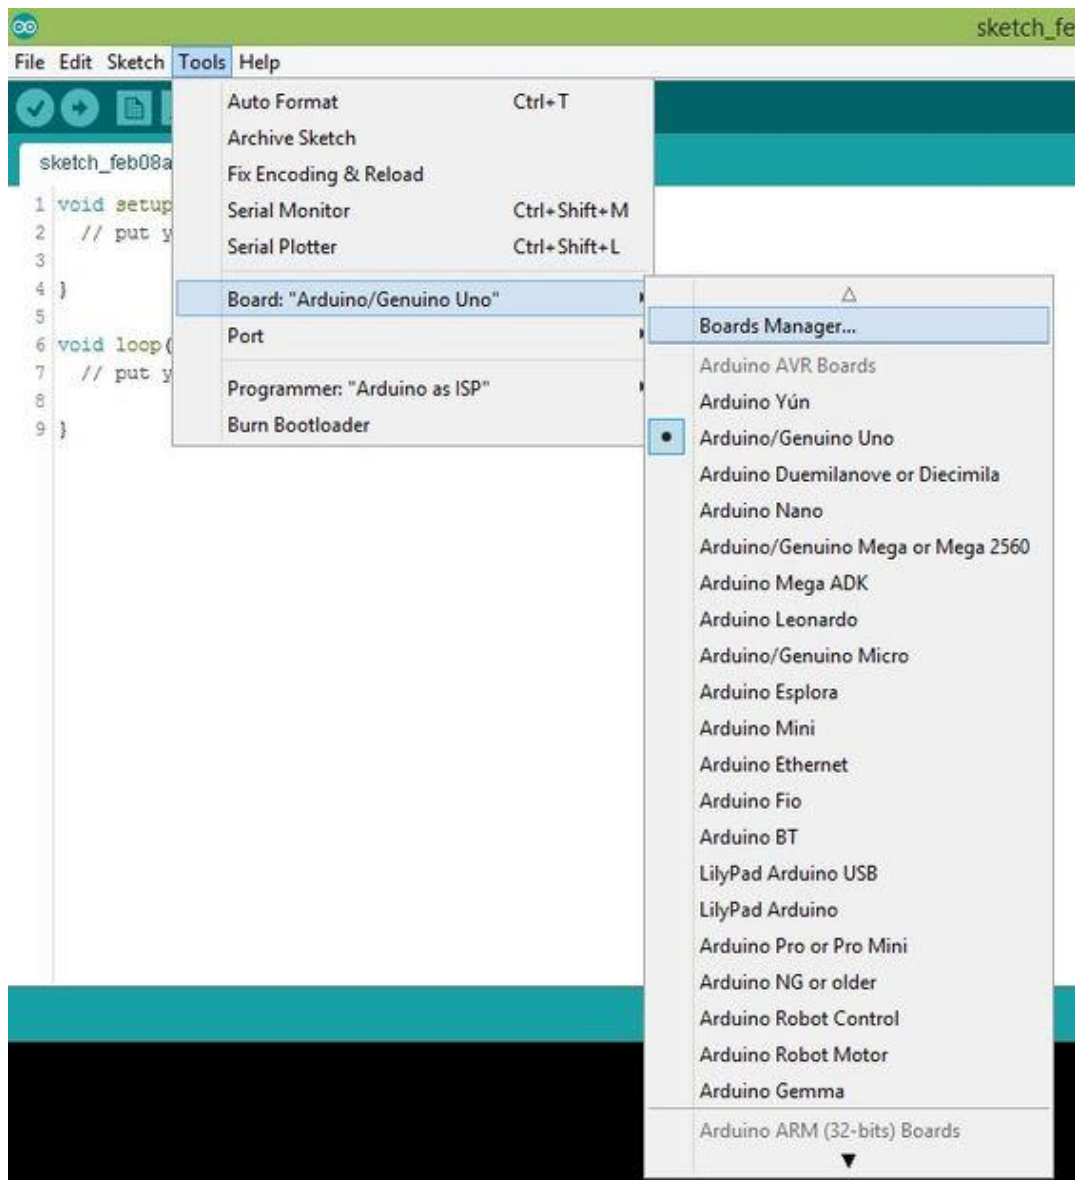 sketch_fe
File Edit Sketch Tools Help
Auto Format Ctrl+T
Archive Sketch
Fix Encoding & Reload
Serial Monitor Ctrl+Shift+M
Serial Plotter Ctrl+Shift+L
Board: "Arduino/Genuino Uno"
Port
Programmer: "Arduino as ISP"
Burn Bootloader
sketch_feb08a
1 void setup
2 // put y
3
4 }
5
6 void loop(
7 // put y
8
9 }
Boards Manager...
Arduino AVR Boards
Arduino Yún
Arduino/Genuino Uno
Arduino Duemilanove or Diecimila
Arduino Nano
Arduino/Genuino Mega or Mega 2560
Arduino Mega ADK
Arduino Leonardo
Arduino/Genuino Micro
Arduino Esplora
Arduino Mini
Arduino Ethernet
Arduino Fio
Arduino BT
LilyPad Arduino USB
LilyPad Arduino
Arduino Pro or Pro Mini
Arduino NG or older
Arduino Robot Control
Arduino Robot Motor
Arduino Gemma
Arduino ARM (32-bits) Boards